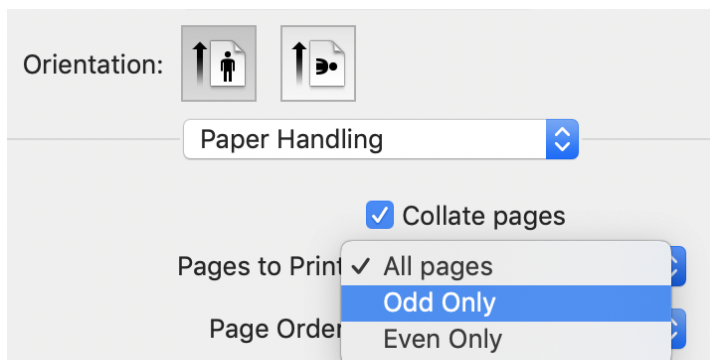 Orientation:
Paper Handling
Collate pages
Pages to Print
All pages
Odd Only
Page Order
Even Only